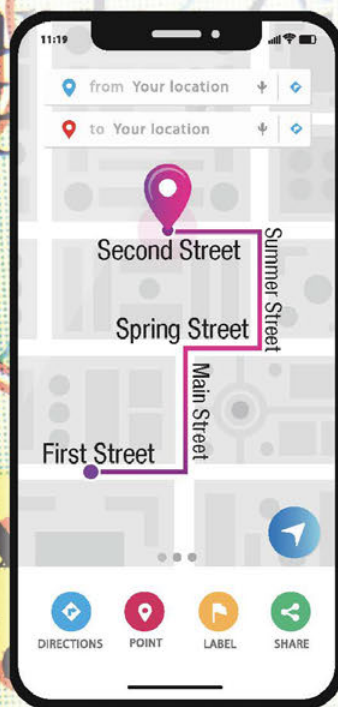 11:19
from Your location
to Your location
Second Street
Summer Street
Spring Street
Main Street
First Street
DIRECTIONS
POINT
LABEL
SHARE